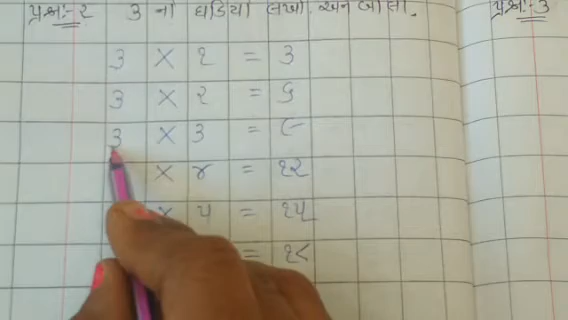 પ્રશ્ન:-૨ ૩ નો ઘડિયો લખો અને બોલો.
૩ × ૧ = ૩
૩ × ૨ = ૬
૩ × ૩ = ૯
× ૪ = ૧૨
× ૫ = ૧૫
= ૧૮
પ્રશ્ન:-૩